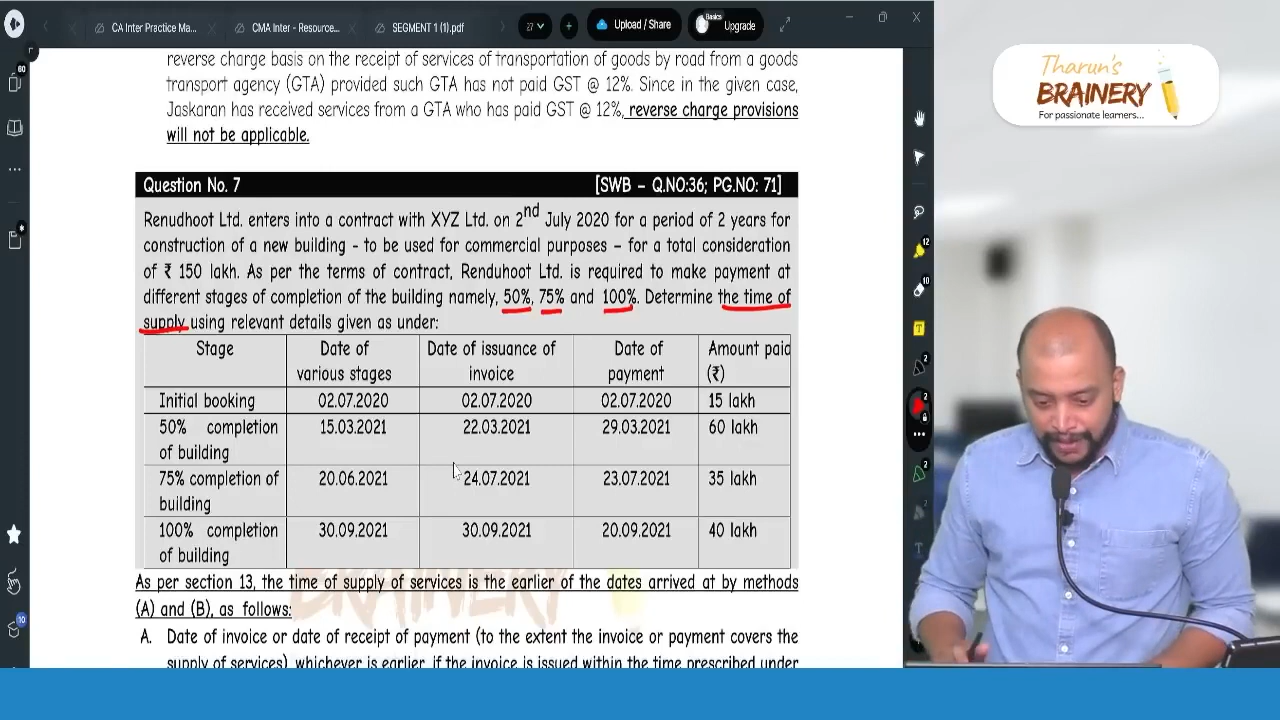 CA Inter Practice Ma...
CMA Inter - Resource...
SEGMENT 1 (1).pdf
27
Upload / Share
Basics
Upgrade
60
reverse charge basis on the receipt of services of transportation of goods by road from a goods
transport agency (GTA) provided such GTA has not paid GST @ 12%. Since in the given case,
Jaskaran has received services from a GTA who has paid GST @ 12%, reverse charge provisions
will not be applicable.
Question No. 7 [SWB – Q.NO:36; PG.NO: 71]
Renudhoot Ltd. enters into a contract with XYZ Ltd. on 2nd July 2020 for a period of 2 years for
construction of a new building - to be used for commercial purposes – for a total consideration
of ₹ 150 lakh. As per the terms of contract, Renduhoot Ltd. is required to make payment at
different stages of completion of the building namely, 50%, 75% and 100%. Determine the time of
supply using relevant details given as under:
Stage Date of various stages Date of issuance of invoice Date of payment Amount paid (₹)
Initial booking 02.07.2020 02.07.2020 02.07.2020 15 lakh
50% completion of building 15.03.2021 22.03.2021 29.03.2021 60 lakh
75% completion of building 20.06.2021 24.07.2021 23.07.2021 35 lakh
100% completion of building 30.09.2021 30.09.2021 20.09.2021 40 lakh
As per section 13, the time of supply of services is the earlier of the dates arrived at by methods
(A) and (B), as follows:
A. Date of invoice or date of receipt of payment (to the extent the invoice or payment covers the
supply of services), whichever is earlier, if the invoice is issued within the time prescribed under
BRAINERY
10
12
10
T
2
2
2
2
T
Tharun's
BRAINERY
For passionate learners...